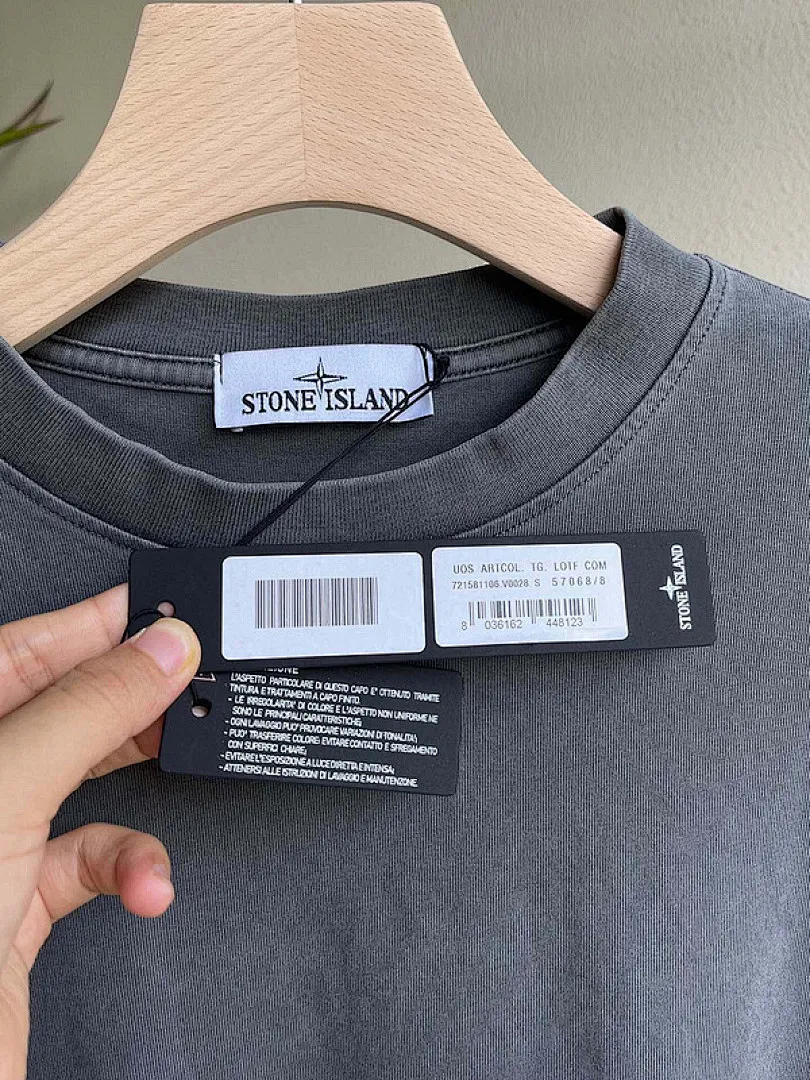 STONE ISLAND
UOS ARTCOL. TG. LOTF COM
721581106.V0028 S 57068/8
8 036162 448123
STONE ISLAND
L'ASPETTO PARTICOLARE DI QUESTO CAPO E' OTTENUTO TRAMITE
TINTURA E TRATTAMENTI A CAPO FINITO.
- LE IRREGOLARITA' DI COLORE E L'ASPETTO NON UNIFORME NE
SONO LE PRINCIPALI CARATTERISTICHE;
- OGNI LAVAGGIO PUO' PROVOCARE VARIAZIONI DI TONALITA';
- PUO' TRASFERIRE COLORE: EVITARE CONTATTO E SFREGAMENTO
CON SUPERFICI CHIARE;
- EVITARE L'ESPOSIZIONE A LUCE DIRETTA E INTENSA;
- ATTENERSI ALLE ISTRUZIONI DI LAVAGGIO E MANUTENZIONE.